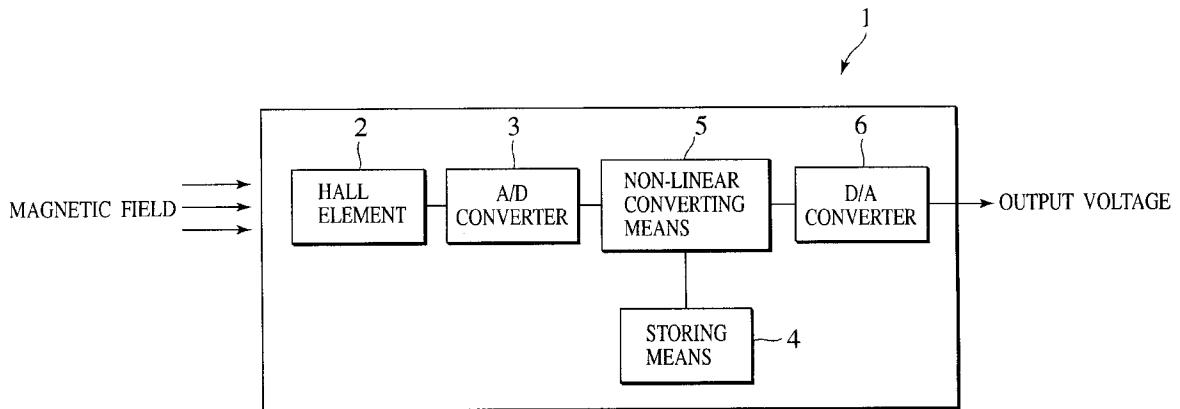 1
2
3
5
6
HALL
ELEMENT
A/D
CONVERTER
NON-LINEAR
CONVERTING
MEANS
D/A
CONVERTER
MAGNETIC FIELD
OUTPUT VOLTAGE
STORING
MEANS
4